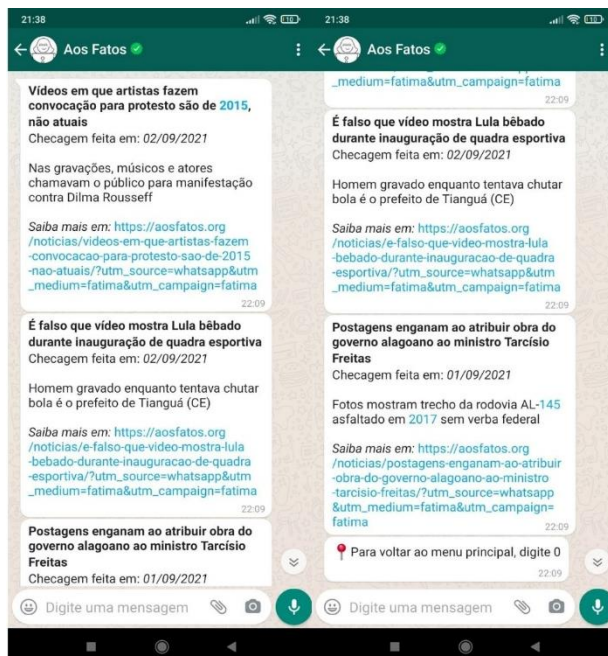 21:38
110
Aos Fatos
Vídeos em que artistas fazem
convocação para protesto são de 2015,
não atuais
Checagem feita em: 02/09/2021
Nas gravações, músicos e atores
chamavam o público para manifestação
contra Dilma Rousseff
Saiba mais em: https://aosfatos.org
/noticias/videos-em-que-artistas-fazem
-convocacao-para-protesto-sao-de-2015
-nao-atuais/?utm_source=whatsapp&utm
_medium=fatima&utm_campaign=fatima
22:09
É falso que vídeo mostra Lula bêbado
durante inauguração de quadra esportiva
Checagem feita em: 02/09/2021
Homem gravado enquanto tentava chutar
bola é o prefeito de Tianguá (CE)
Saiba mais em: https://aosfatos.org
/noticias/e-falso-que-video-mostra-lula
-bebado-durante-inauguracao-de-quadra
-esportiva/?utm_source=whatsapp&utm
_medium=fatima&utm_campaign=fatima
22:09
Postagens enganam ao atribuir obra do
governo alagoano ao ministro Tarcísio
Freitas
Checagem feita em: 01/09/2021
Digite uma mensagem
21:38
110
Aos Fatos
_medium=fatima&utm_campaign=fatima
22:09
É falso que vídeo mostra Lula bêbado
durante inauguração de quadra esportiva
Checagem feita em: 02/09/2021
Homem gravado enquanto tentava chutar
bola é o prefeito de Tianguá (CE)
Saiba mais em: https://aosfatos.org
/noticias/e-falso-que-video-mostra-lula
-bebado-durante-inauguracao-de-quadra
-esportiva/?utm_source=whatsapp&utm
_medium=fatima&utm_campaign=fatima
22:09
Postagens enganam ao atribuir obra do
governo alagoano ao ministro Tarcísio
Freitas
Checagem feita em: 01/09/2021
Fotos mostram trecho da rodovia AL-145
asfaltado em 2017 sem verba federal
Saiba mais em: https://aosfatos.org
/noticias/postagens-enganam-ao-atribuir
-obra-do-governo-alagoano-ao-ministro
-tarcisio-freitas/?utm_source=whatsapp
&utm_medium=fatima&utm_campaign=
fatima
22:09
Para voltar ao menu principal, digite 0
22:09
Digite uma mensagem